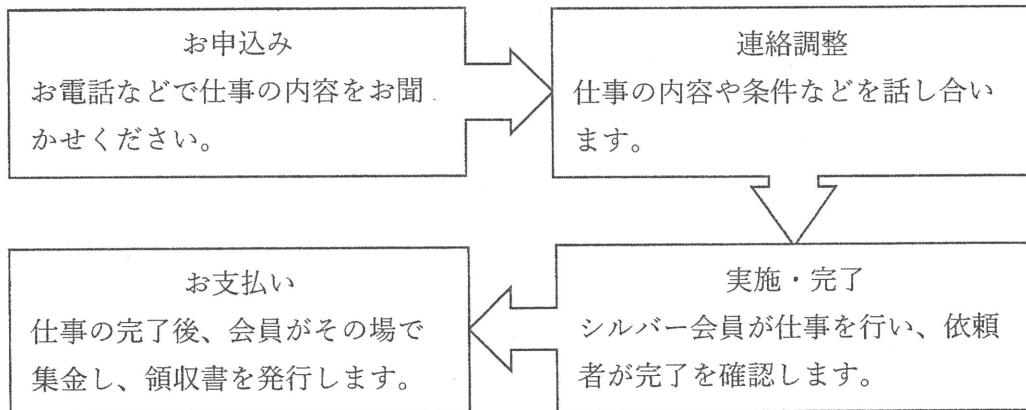 お申込み
お電話などで仕事の内容をお聞
かせください。
連絡調整
仕事の内容や条件などを話し合い
ます。
実施・完了
シルバー会員が仕事を行い、依頼
者が完了を確認します。
お支払い
仕事の完了後、会員がその場で
集金し、領収書を発行します。